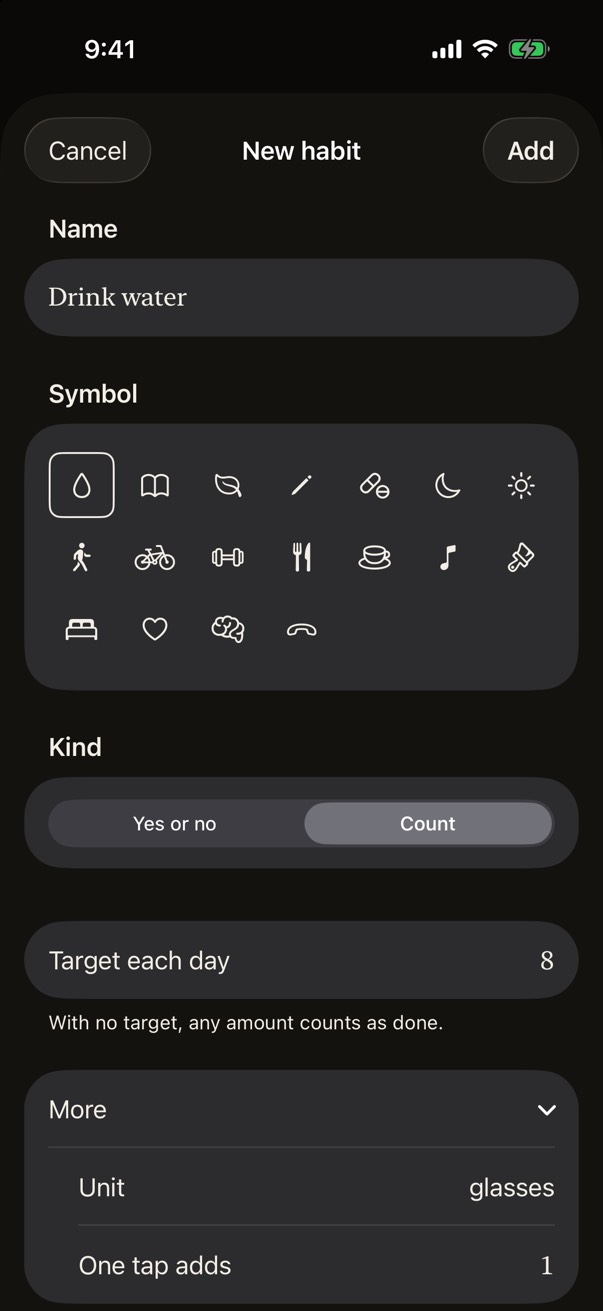 9:41
Cancel New habit Add
Name
Drink water
Symbol
Kind
Yes or no Count
Target each day 8
With no target, any amount counts as done.
More
Unit glasses
One tap adds 1